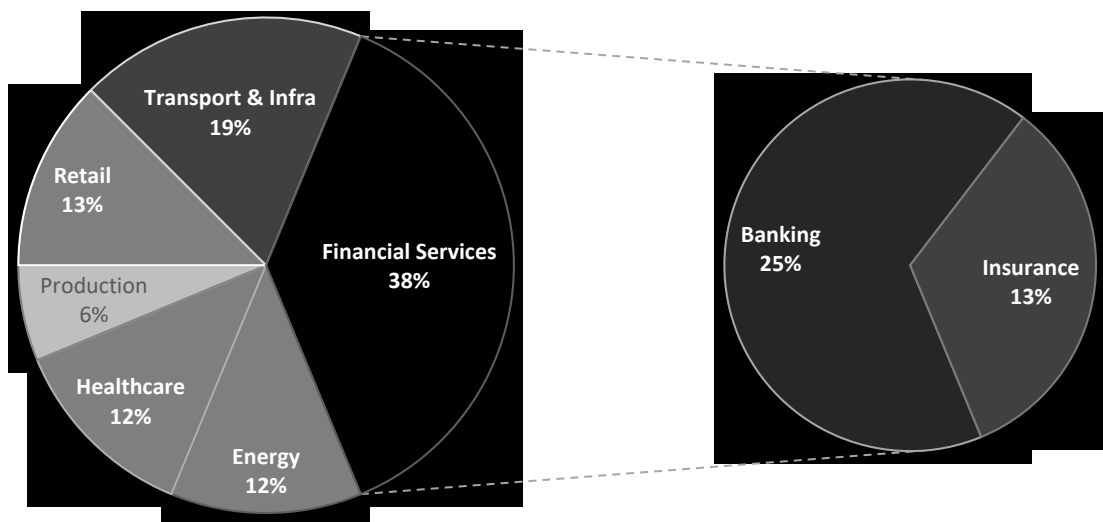 Transport & Infra
19%
Retail
13%
Financial Services
38%
Production
6%
Healthcare
12%
Energy
12%
Banking
25%
Insurance
13%